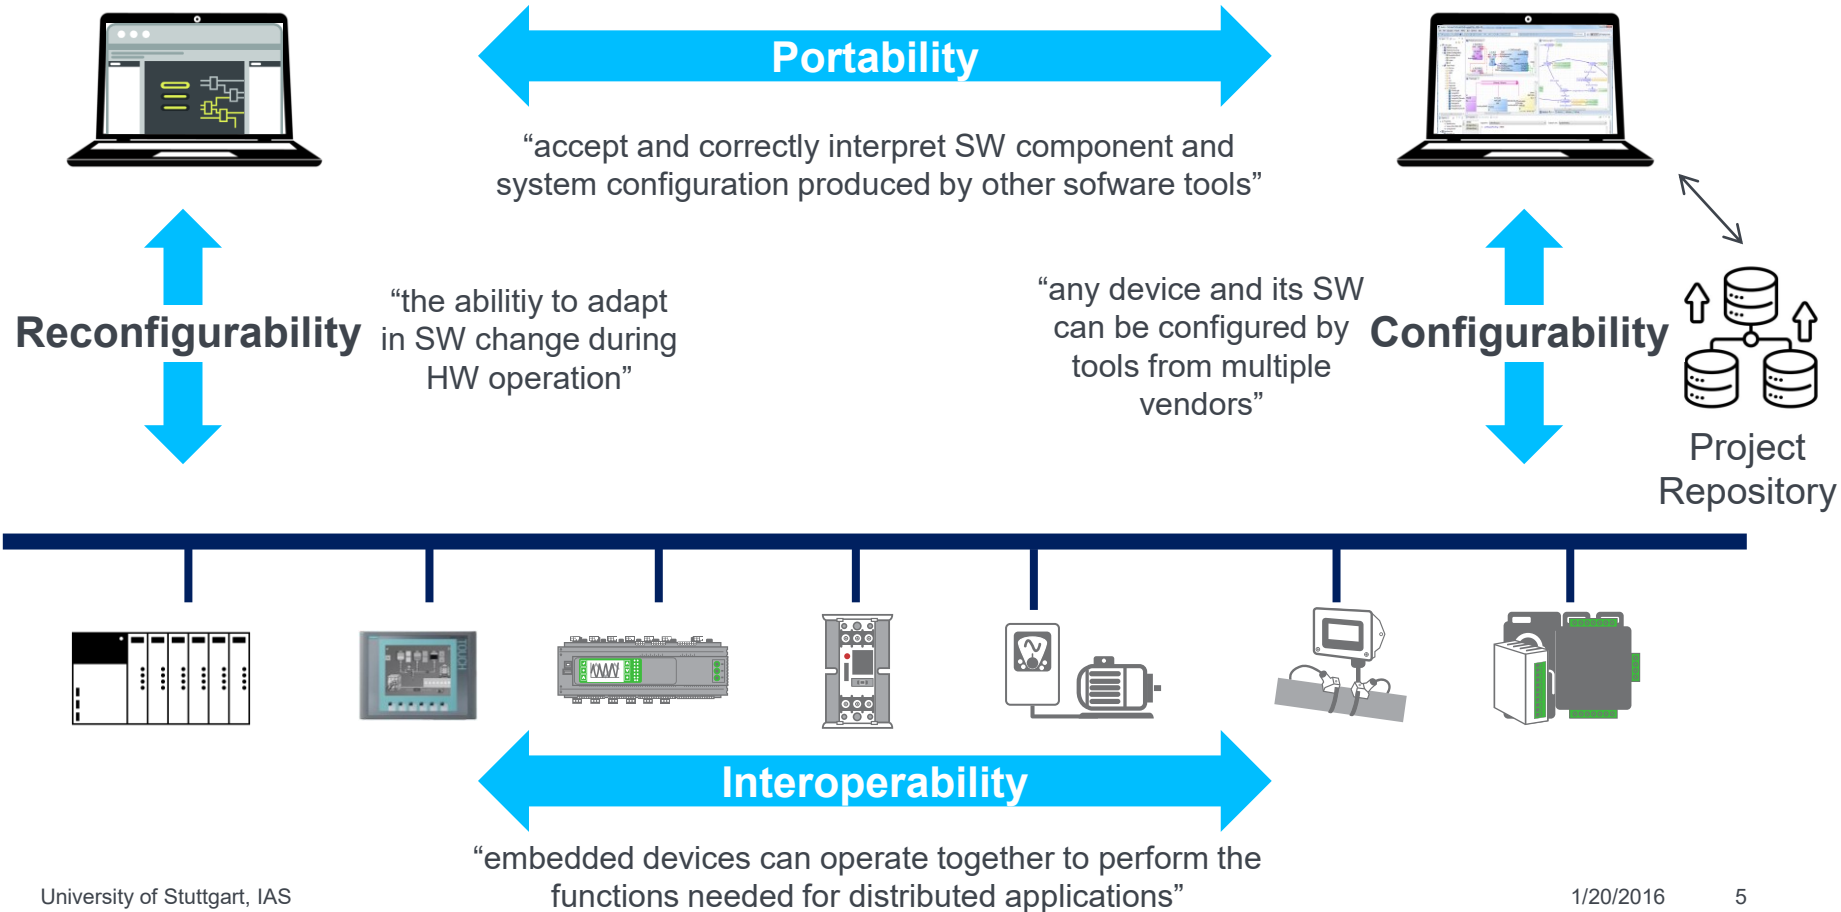 Portability
“accept and correctly interpret SW component and
system configuration produced by other sofware tools”
Reconfigurability
“the abilitiy to adapt
in SW change during
HW operation”
“any device and its SW
can be configured by
tools from multiple
vendors”
Configurability
Project
Repository
Interoperability
“embedded devices can operate together to perform the
functions needed for distributed applications”
University of Stuttgart, IAS
1/20/2016
5